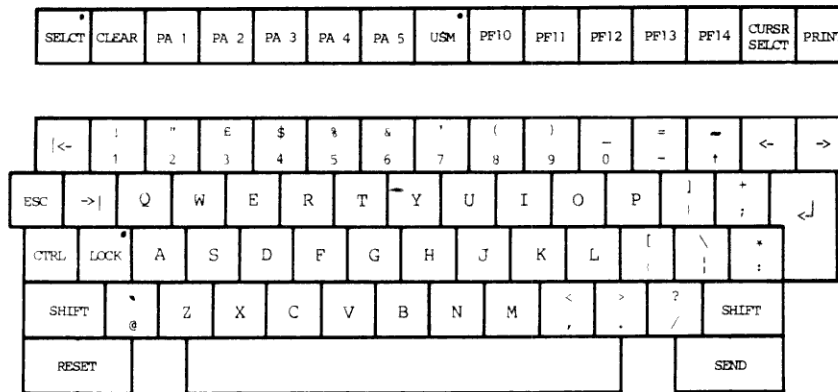 SELCT CLEAR PA 1 PA 2 PA 3 PA 4 PA 5 USM PF10 PF11 PF12 PF13 PF14 CURSR SELCT PRINT
|<- ! 1 " 2 £ 3 $ 4 % 5 & 6 ' 7 ( 8 ) 9 _ 0 = - ~ ↑ <- ->
ESC ->| Q W E R T Y U I O P ] + ;
CTRL LOCK A S D F G H J K L [ \ ¦ * :
SHIFT ` @ Z X C V B N M < , > . ? / SHIFT
RESET SEND